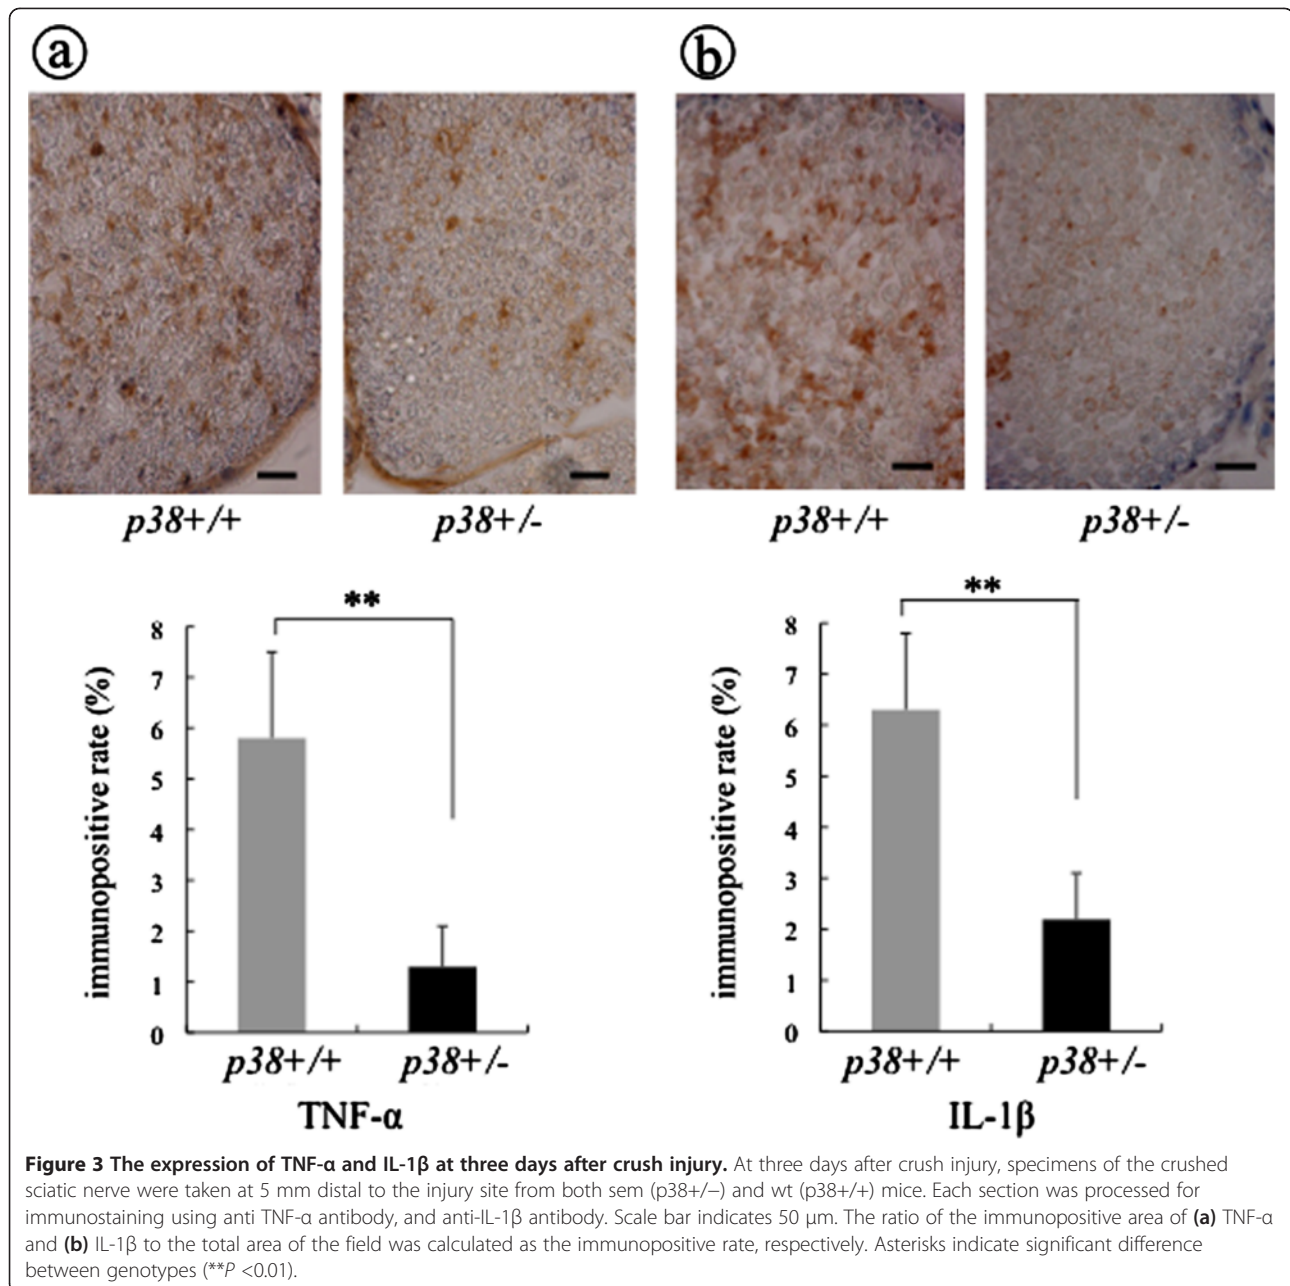 a
b
p38+/+
p38+/-
p38+/+
p38+/-
**
**
immunopositive rate (%)
8
7
6
5
4
3
2
1
0
p38+/+
p38+/-
TNF-α
immunopositive rate (%)
8
7
6
5
4
3
2
1
0
p38+/+
p38+/-
IL-1β
Figure 3 The expression of TNF-α and IL-1β at three days after crush injury. At three days after crush injury, specimens of the crushed
sciatic nerve were taken at 5 mm distal to the injury site from both sem (p38+/−) and wt (p38+/+) mice. Each section was processed for
immunostaining using anti TNF-α antibody, and anti-IL-1β antibody. Scale bar indicates 50 μm. The ratio of the immunopositive area of (a) TNF-α
and (b) IL-1β to the total area of the field was calculated as the immunopositive rate, respectively. Asterisks indicate significant difference
between genotypes (**P <0.01).